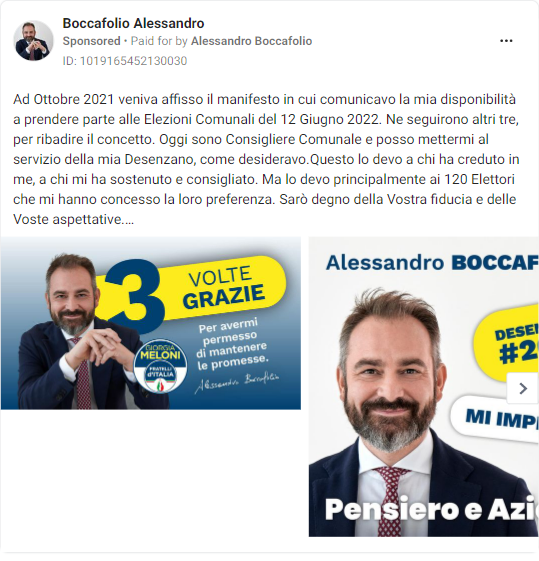 Boccafolio Alessandro
Sponsored • Paid for by Alessandro Boccafolio
ID: 1019165452130030
Ad Ottobre 2021 veniva affisso il manifesto in cui comunicavo la mia disponibilità
a prendere parte alle Elezioni Comunali del 12 Giugno 2022. Ne seguirono altri tre,
per ribadire il concetto. Oggi sono Consigliere Comunale e posso mettermi al
servizio della mia Desenzano, come desideravo.Questo lo devo a chi ha creduto in
me, a chi mi ha sostenuto e consigliato. Ma lo devo principalmente ai 120 Elettori
che mi hanno concesso la loro preferenza. Sarò degno della Vostra fiducia e delle
Voste aspettative....
3 VOLTE
GRAZIE
Per avermi
permesso
di mantenere
le promesse.
Alessandro Boccafolio
GIORGIA
MELONI
FRATELLI
d'ITALIA
Alessandro BOCCAF
DESEN
#2
MI IMP
Pensiero e Azi